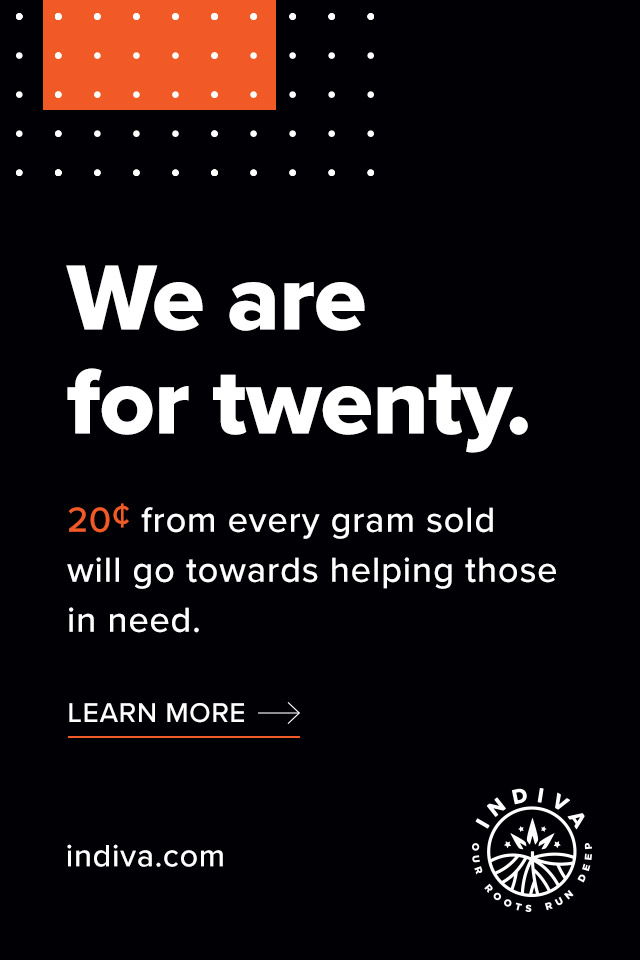 We are
for twenty.
20¢ from every gram sold
will go towards helping those
in need.
LEARN MORE
indiva.com
INDIVA
OUR ROOTS RUN DEEP